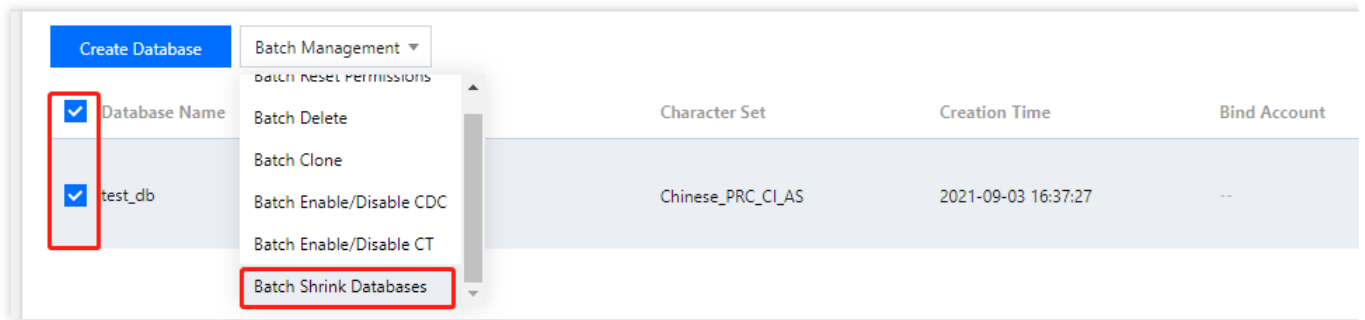 Create Database
Batch Management
Batch Reset Permissions
Database Name
Character Set
Creation Time
Bind Account
Batch Delete
Batch Clone
test_db
Chinese_PRC_CI_AS
2021-09-03 16:37:27
--
Batch Enable/Disable CDC
Batch Enable/Disable CT
Batch Shrink Databases